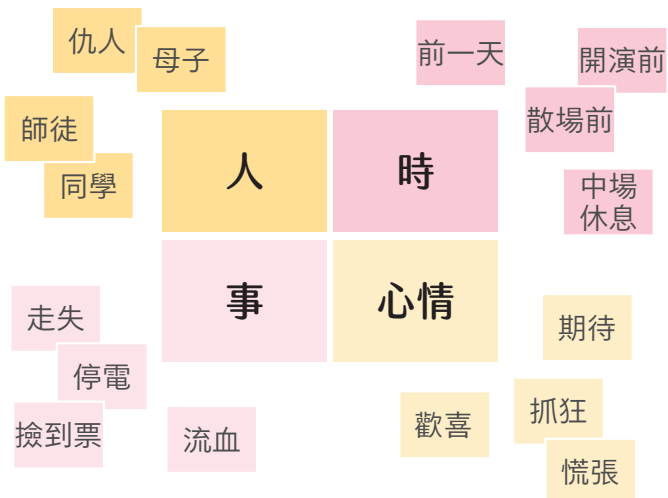 仇人
母子
師徒
同學
前一天
開演前
散場前
中場
休息
人
時
事
心情
走失
停電
撿到票
流血
期待
歡喜
抓狂
慌張